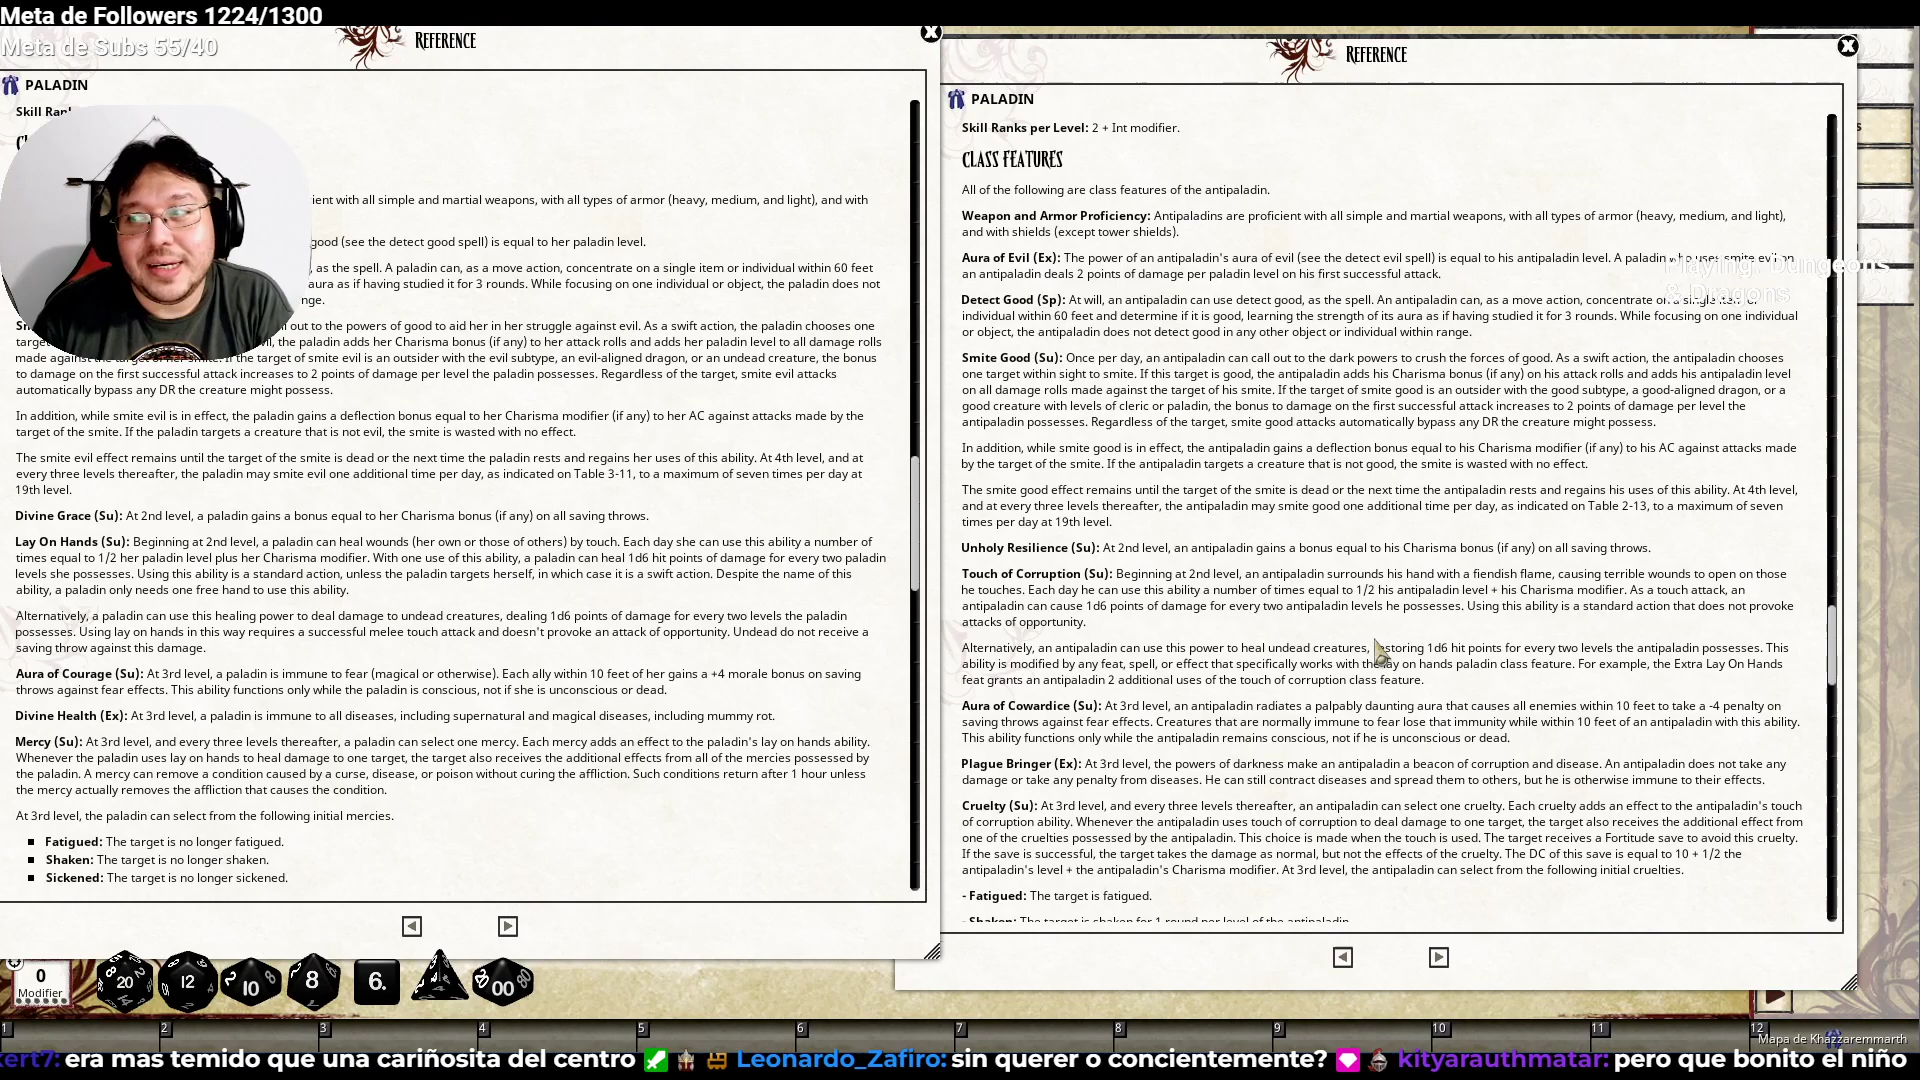 Meta de Followers 1224/1300
Meta de Subs 55/40
REFERENCE
PALADIN
Skill Ran
ient with all simple and martial weapons, with all types of armor (heavy, medium, and light), and with
good (see the detect good spell) is equal to her paladin level.
, as the spell. A paladin can, as a move action, concentrate on a single item or individual within 60 feet
aura as if having studied it for 3 rounds. While focusing on one individual or object, the paladin does not
nge.
out to the powers of good to aid her in her struggle against evil. As a swift action, the paladin chooses one
targe vil, the paladin adds her Charisma bonus (if any) to her attack rolls and adds her paladin level to all damage rolls
made against the target of her smite. If the target of smite evil is an outsider with the evil subtype, an evil-aligned dragon, or an undead creature, the bonus
to damage on the first successful attack increases to 2 points of damage per level the paladin possesses. Regardless of the target, smite evil attacks
automatically bypass any DR the creature might possess.
In addition, while smite evil is in effect, the paladin gains a deflection bonus equal to her Charisma modifier (if any) to her AC against attacks made by the
target of the smite. If the paladin targets a creature that is not evil, the smite is wasted with no effect.
The smite evil effect remains until the target of the smite is dead or the next time the paladin rests and regains her uses of this ability. At 4th level, and at
every three levels thereafter, the paladin may smite evil one additional time per day, as indicated on Table 3-11, to a maximum of seven times per day at
19th level.
Divine Grace (Su): At 2nd level, a paladin gains a bonus equal to her Charisma bonus (if any) on all saving throws.
Lay On Hands (Su): Beginning at 2nd level, a paladin can heal wounds (her own or those of others) by touch. Each day she can use this ability a number of
times equal to 1/2 her paladin level plus her Charisma modifier. With one use of this ability, a paladin can heal 1d6 hit points of damage for every two paladin
levels she possesses. Using this ability is a standard action, unless the paladin targets herself, in which case it is a swift action. Despite the name of this
ability, a paladin only needs one free hand to use this ability.
Alternatively, a paladin can use this healing power to deal damage to undead creatures, dealing 1d6 points of damage for every two levels the paladin
possesses. Using lay on hands in this way requires a successful melee touch attack and doesn't provoke an attack of opportunity. Undead do not receive a
saving throw against this damage.
Aura of Courage (Su): At 3rd level, a paladin is immune to fear (magical or otherwise). Each ally within 10 feet of her gains a +4 morale bonus on saving
throws against fear effects. This ability functions only while the paladin is conscious, not if she is unconscious or dead.
Divine Health (Ex): At 3rd level, a paladin is immune to all diseases, including supernatural and magical diseases, including mummy rot.
Mercy (Su): At 3rd level, and every three levels thereafter, a paladin can select one mercy. Each mercy adds an effect to the paladin's lay on hands ability.
Whenever the paladin uses lay on hands to heal damage to one target, the target also receives the additional effects from all of the mercies possessed by
the paladin. A mercy can remove a condition caused by a curse, disease, or poison without curing the affliction. Such conditions return after 1 hour unless
the mercy actually removes the affliction that causes the condition.
At 3rd level, the paladin can select from the following initial mercies.
Fatigued: The target is no longer fatigued.
Shaken: The target is no longer shaken.
Sickened: The target is no longer sickened.
REFERENCE
PALADIN
Skill Ranks per Level: 2 + Int modifier.
CLASS FEATURES
All of the following are class features of the antipaladin.
Weapon and Armor Proficiency: Antipaladins are proficient with all simple and martial weapons, with all types of armor (heavy, medium, and light),
and with shields (except tower shields).
Aura of Evil (Ex): The power of an antipaladin's aura of evil (see the detect evil spell) is equal to his antipaladin level. A paladin who uses smite evil on
an antipaladin deals 2 points of damage per paladin level on his first successful attack.
Playing: Dungeons
& Dragons
Detect Good (Sp): At will, an antipaladin can use detect good, as the spell. An antipaladin can, as a move action, concentrate on a single item or
individual within 60 feet and determine if it is good, learning the strength of its aura as if having studied it for 3 rounds. While focusing on one individual
or object, the antipaladin does not detect good in any other object or individual within range.
Smite Good (Su): Once per day, an antipaladin can call out to the dark powers to crush the forces of good. As a swift action, the antipaladin chooses
one target within sight to smite. If this target is good, the antipaladin adds his Charisma bonus (if any) on his attack rolls and adds his antipaladin level
on all damage rolls made against the target of his smite. If the target of smite good is an outsider with the good subtype, a good-aligned dragon, or a
good creature with levels of cleric or paladin, the bonus to damage on the first successful attack increases to 2 points of damage per level the
antipaladin possesses. Regardless of the target, smite good attacks automatically bypass any DR the creature might possess.
In addition, while smite good is in effect, the antipaladin gains a deflection bonus equal to his Charisma modifier (if any) to his AC against attacks made
by the target of the smite. If the antipaladin targets a creature that is not good, the smite is wasted with no effect.
The smite good effect remains until the target of the smite is dead or the next time the antipaladin rests and regains his uses of this ability. At 4th level,
and at every three levels thereafter, the antipaladin may smite good one additional time per day, as indicated on Table 2-13, to a maximum of seven
times per day at 19th level.
Unholy Resilience (Su): At 2nd level, an antipaladin gains a bonus equal to his Charisma bonus (if any) on all saving throws.
Touch of Corruption (Su): Beginning at 2nd level, an antipaladin surrounds his hand with a fiendish flame, causing terrible wounds to open on those
he touches. Each day he can use this ability a number of times equal to 1/2 his antipaladin level + his Charisma modifier. As a touch attack, an
antipaladin can cause 1d6 points of damage for every two antipaladin levels he possesses. Using this ability is a standard action that does not provoke
attacks of opportunity.
Alternatively, an antipaladin can use this power to heal undead creatures, restoring 1d6 hit points for every two levels the antipaladin possesses. This
ability is modified by any feat, spell, or effect that specifically works with the lay on hands paladin class feature. For example, the Extra Lay On Hands
feat grants an antipaladin 2 additional uses of the touch of corruption class feature.
Aura of Cowardice (Su): At 3rd level, an antipaladin radiates a palpably daunting aura that causes all enemies within 10 feet to take a -4 penalty on
saving throws against fear effects. Creatures that are normally immune to fear lose that immunity while within 10 feet of an antipaladin with this ability.
This ability functions only while the antipaladin remains conscious, not if he is unconscious or dead.
Plague Bringer (Ex): At 3rd level, the powers of darkness make an antipaladin a beacon of corruption and disease. An antipaladin does not take any
damage or take any penalty from diseases. He can still contract diseases and spread them to others, but he is otherwise immune to their effects.
Cruelty (Su): At 3rd level, and every three levels thereafter, an antipaladin can select one cruelty. Each cruelty adds an effect to the antipaladin's touch
of corruption ability. Whenever the antipaladin uses touch of corruption to deal damage to one target, the target also receives the additional effect from
one of the cruelties possessed by the antipaladin. This choice is made when the touch is used. The target receives a Fortitude save to avoid this cruelty.
If the save is successful, the target takes the damage as normal, but not the effects of the cruelty. The DC of this save is equal to 10 + 1/2 the
antipaladin's level + the antipaladin's Charisma modifier. At 3rd level, the antipaladin can select from the following initial cruelties.
- Fatigued: The target is fatigued.
- Shaken: The target is shaken for 1 round per level of the antipaladin.
0
Modifier
20 12 10 8 6. 4 00
1 2 3 4 5 6 7 8 9 10 11 12
Mapa de Khazzaremmarth
kert7: era mas temido que una cariñosita del centro Leonardo_Zafiro: sin querer o concientemente? kityarauthmatar: pero que bonito el niño